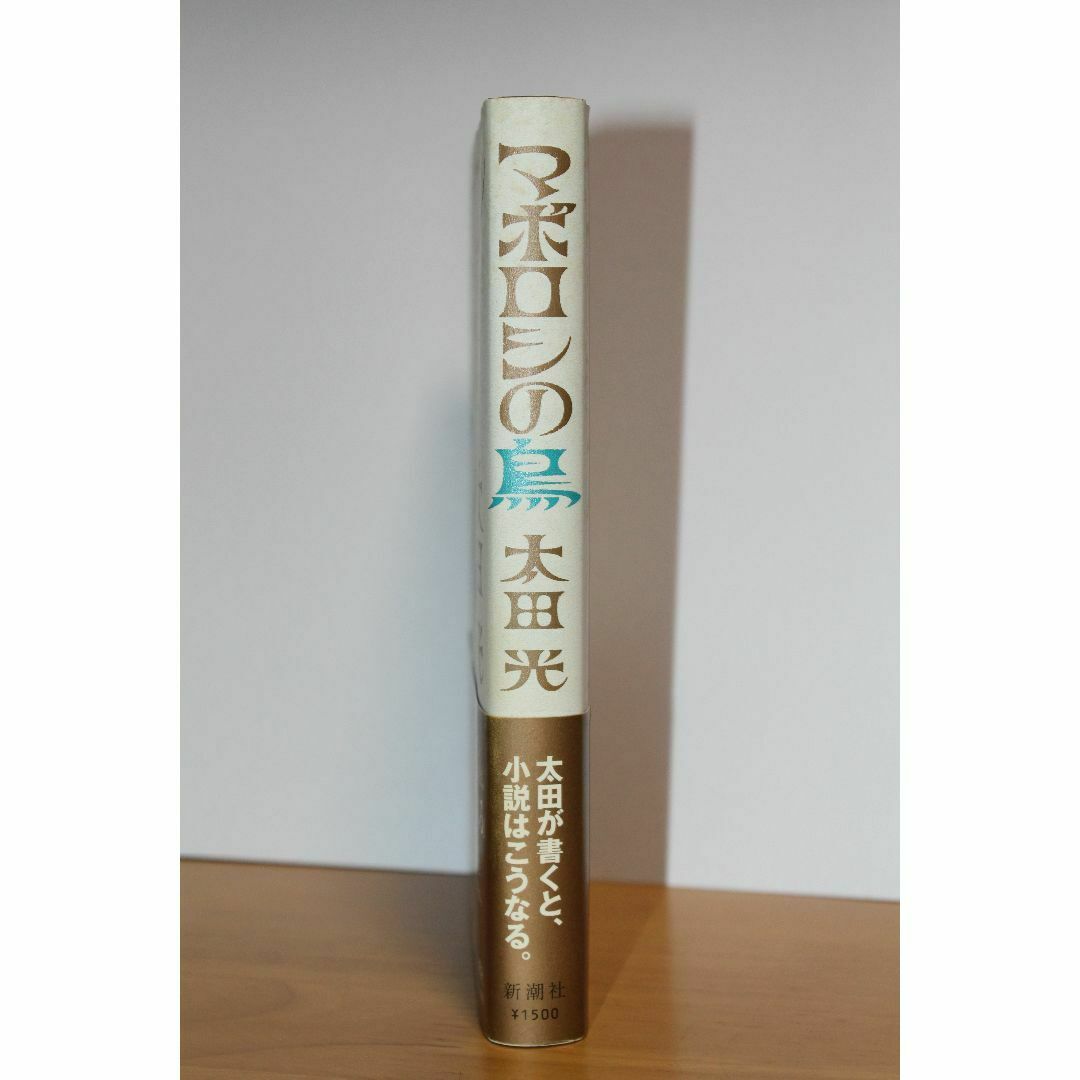 マボロシの鳥
太田光
太田が書くと、
小説はこうなる。
新潮社
¥1500